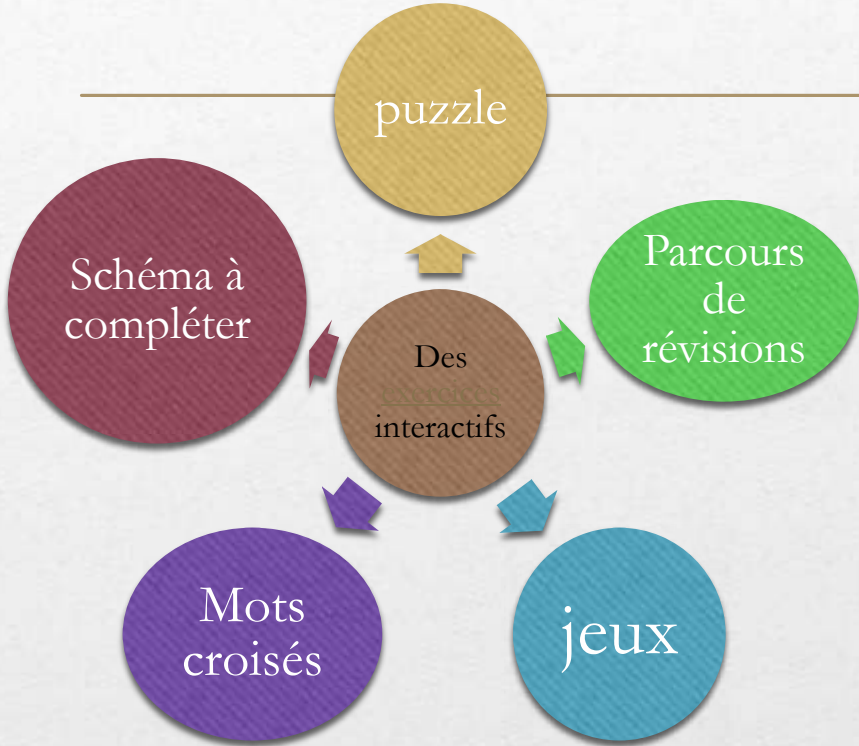 puzzle
Parcours
de
révisions
Schéma à
compléter
Des
exercices
interactifs
Mots
croisés
jeux